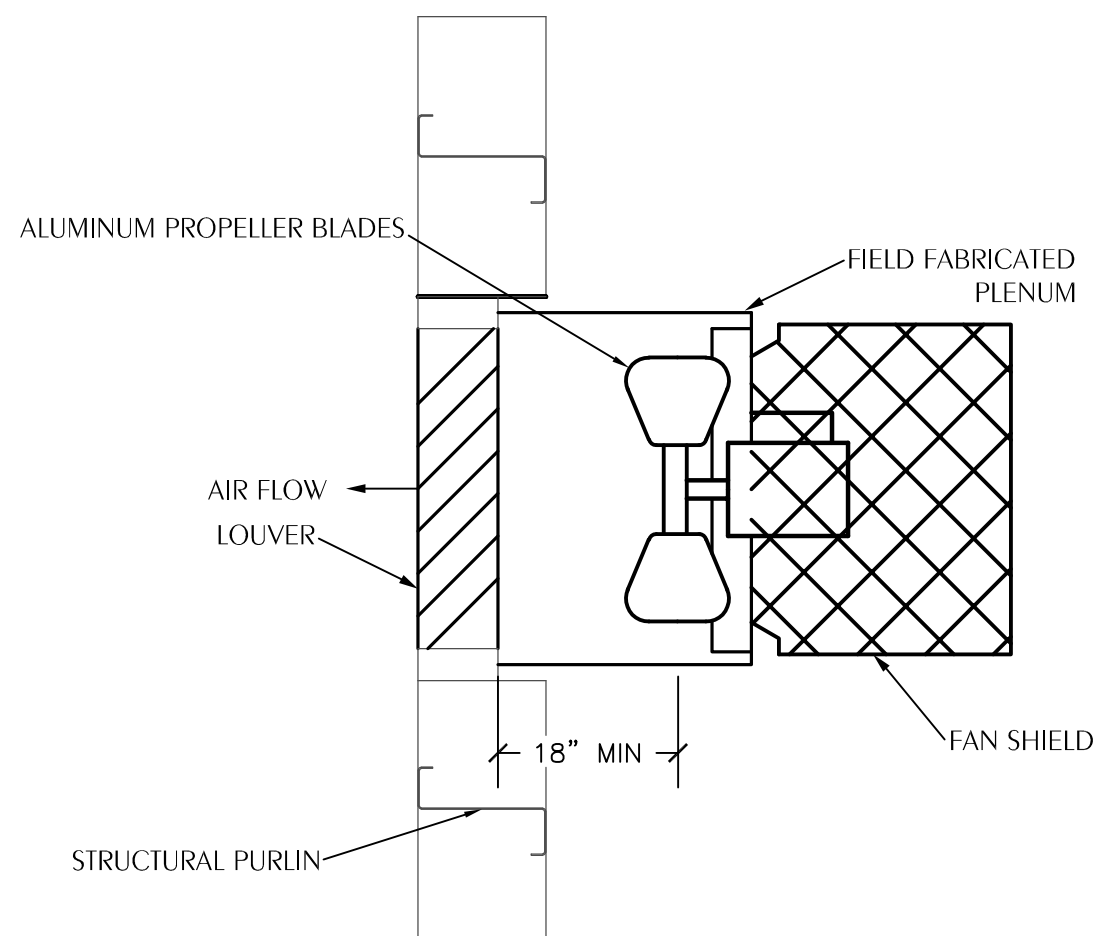 ALUMINUM PROPELLER BLADES
FIELD FABRICATED
PLENUM
AIR FLOW
LOUVER
18” MIN
FAN SHIELD
STRUCTURAL PURLIN